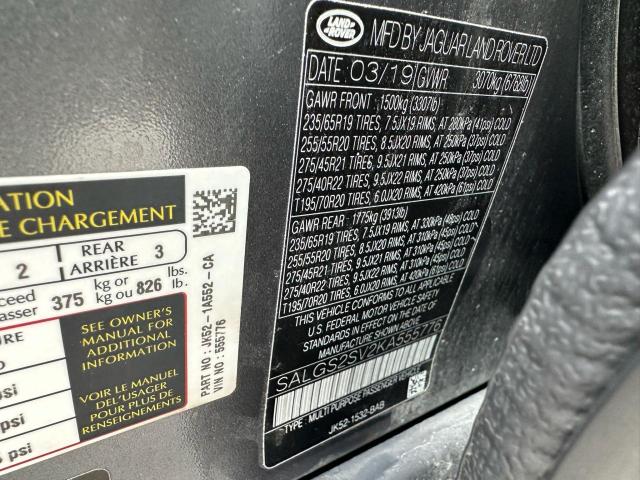 LAND
ROVER
MFD BY JAGUAR LAND ROVER LTD
DATE 03/19 GVWR 3070kg (6768lb)
GAWR FRONT : 1500kg (3307lb)
235/65R19 TIRES, 7.5JX19 RIMS, AT 280kPa (41psi) COLD
255/55R20 TIRES, 8.5JX20 RIMS, AT 250kPa (37psi) COLD
275/45R21 TIRES, 9.5JX21 RIMS, AT 250kPa (37psi) COLD
275/40R22 TIRES, 9.5JX22 RIMS, AT 250kPa (37psi) COLD
T195/70R20 TIRES, 6.0JX20 RIMS, AT 420kPa (61psi) COLD
GAWR REAR : 1775kg (3913lb)
235/65R19 TIRES, 7.5JX19 RIMS, AT 330kPa (48psi) COLD
255/55R20 TIRES, 8.5JX20 RIMS, AT 310kPa (45psi) COLD
275/45R21 TIRES, 9.5JX21 RIMS, AT 310kPa (45psi) COLD
275/40R22 TIRES, 9.5JX22 RIMS, AT 310kPa (45psi) COLD
T195/70R20 TIRES, 6.0JX20 RIMS, AT 420kPa (61psi) COLD
THIS VEHICLE CONFORMS TO ALL APPLICABLE
U.S. FEDERAL MOTOR VEHICLE SAFETY
STANDARDS IN EFFECT ON THE DATE OF
MANUFACTURE SHOWN ABOVE.
SALGS2SV2KA555776
TYPE : MULTI PURPOSE PASSENGER VEHICLE
JK52-1532-BAB
ATION
E CHARGEMENT
2 REAR ARRIÈRE 3
xceed
asser 375 kg or kg ou 826 lbs. lb.
URE
SEE OWNER'S
MANUAL FOR
ADDITIONAL
INFORMATION
VOIR LE MANUEL
DE L'USAGER
POUR PLUS DE
RENSEIGNEMENTS
psi
psi
psi
PART NO : JK52-1A552-CA
VIN NO : 555776